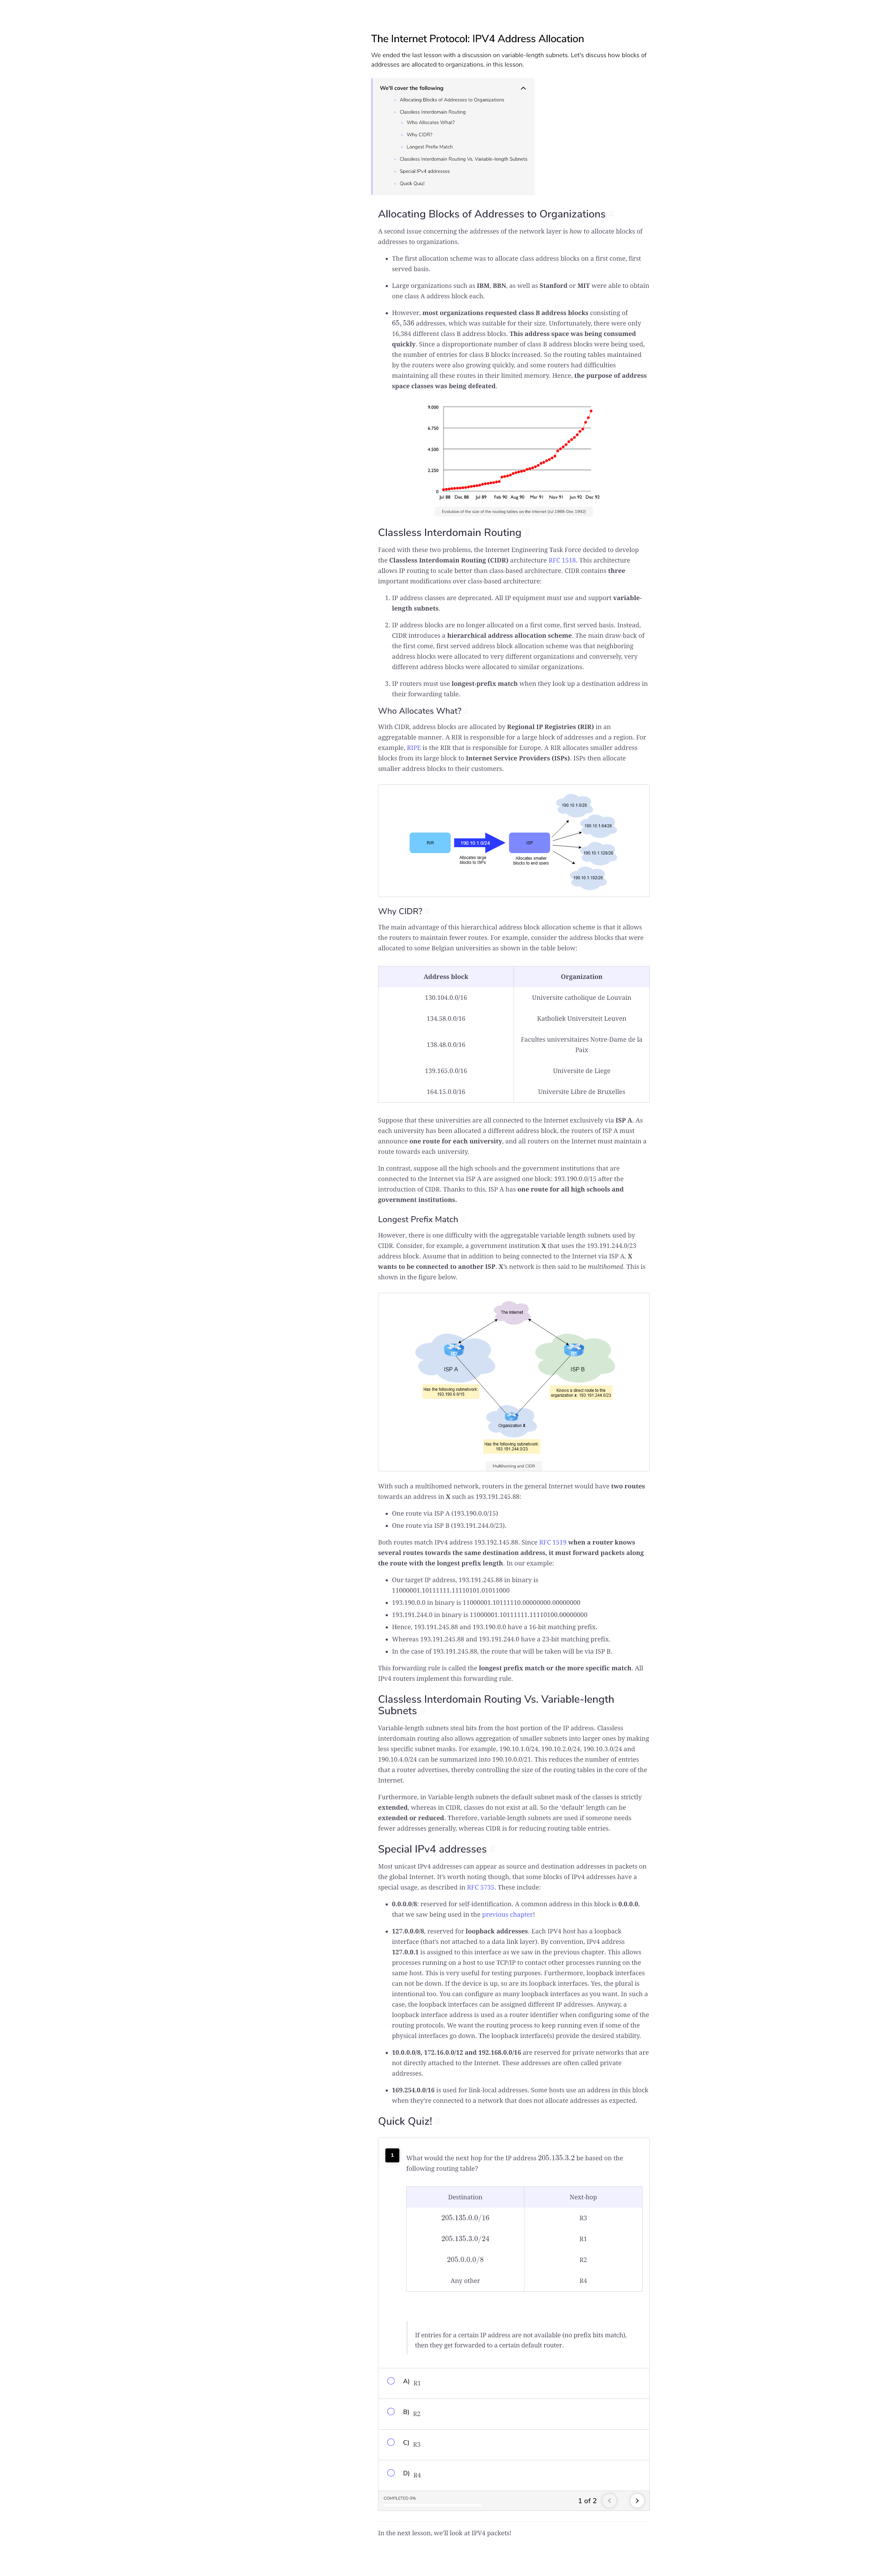 The Internet Protocol: IPV4 Address Allocation
We ended the last lesson with a discussion on variable-length subnets. Let's discuss how blocks of
addresses are allocated to organizations, in this lesson.
We'll cover the following
Allocating Blocks of Addresses to Organizations
Classless Interdomain Routing
Who Allocates What?
Why CIDR?
Longest Prefix Match
Classless Interdomain Routing Vs. Variable-length Subnets
Special IPv4 addresses
Quick Quiz!
Allocating Blocks of Addresses to Organizations
A second issue concerning the addresses of the network layer is how to allocate blocks of
addresses to organizations.
• The first allocation scheme was to allocate class address blocks on a first come, first
served basis.
• Large organizations such as IBM, BBN, as well as Stanford or MIT were able to obtain
one class A address block each.
• However, most organizations requested class B address blocks consisting of
65,536 addresses, which was suitable for their size. Unfortunately, there were only
16,384 different class B address blocks. This address space was being consumed
quickly. Since a disproportionate number of class B address blocks were being used,
the number of entries for class B blocks increased. So the routing tables maintained
by the routers were also growing quickly, and some routers had difficulties
maintaining all these routes in their limited memory. Hence, the purpose of address
space classes was being defeated.
9.000
6.750
4.500
2.250
0
Jul 88 Dec 88 Jul 89 Feb 90 Aug 90 Mar 91 Nov 91 Jun 92 Dec 92
Evolution of the size of the routing tables on the Internet (Jul 1988-Dec 1992)
Classless Interdomain Routing
Faced with these two problems, the Internet Engineering Task Force decided to develop
the Classless Interdomain Routing (CIDR) architecture RFC 1518. This architecture
allows IP routing to scale better than class-based architecture. CIDR contains three
important modifications over class-based architecture:
1. IP address classes are deprecated. All IP equipment must use and support variable-
length subnets.
2. IP address blocks are no longer allocated on a first come, first served basis. Instead,
CIDR introduces a hierarchical address allocation scheme. The main draw-back of
the first come, first served address block allocation scheme was that neighboring
address blocks were allocated to very different organizations and conversely, very
different address blocks were allocated to similar organizations.
3. IP routers must use longest-prefix match when they look up a destination address in
their forwarding table.
Who Allocates What?
With CIDR, address blocks are allocated by Regional IP Registries (RIR) in an
aggregatable manner. A RIR is responsible for a large block of addresses and a region. For
example, RIPE is the RIR that is responsible for Europe. A RIR allocates smaller address
blocks from its large block to Internet Service Providers (ISPs). ISPs then allocate
smaller address blocks to their customers.
190.10.1.0/26
190.10.1.64/26
RIR
190.10.1.0/24
ISP
190.10.1.128/26
Allocates large
blocks to ISPs
Allocates smaller
blocks to end users
190.10.1.192/26
Why CIDR?
The main advantage of this hierarchical address block allocation scheme is that it allows
the routers to maintain fewer routes. For example, consider the address blocks that were
allocated to some Belgian universities as shown in the table below:
Address block Organization
130.104.0.0/16 Universite catholique de Louvain
134.58.0.0/16 Katholiek Universiteit Leuven
138.48.0.0/16 Facultes universitaires Notre-Dame de la
Paix
139.165.0.0/16 Universite de Liege
164.15.0.0/16 Universite Libre de Bruxelles
Suppose that these universities are all connected to the Internet exclusively via ISP A. As
each university has been allocated a different address block, the routers of ISP A must
announce one route for each university, and all routers on the Internet must maintain a
route towards each university.
In contrast, suppose all the high schools and the government institutions that are
connected to the Internet via ISP A are assigned one block: 193.190.0.0/15 after the
introduction of CIDR. Thanks to this, ISP A has one route for all high schools and
government institutions.
Longest Prefix Match
However, there is one difficulty with the aggregatable variable length subnets used by
CIDR. Consider, for example, a government institution X that uses the 193.191.244.0/23
address block. Assume that in addition to being connected to the Internet via ISP A, X
wants to be connected to another ISP. X's network is then said to be multihomed. This is
shown in the figure below.
The Internet
ISP A
ISP B
Has the following subnetwork:
193.190.0.0/15
Knows a direct route to the
organization x: 193.191.244.0/23
Organization X
Has the following subnetwork:
193.191.244.0/23
Multihoming and CIDR
With such a multihomed network, routers in the general Internet would have two routes
towards an address in X such as 193.191.245.88:
• One route via ISP A (193.190.0.0/15)
• One route via ISP B (193.191.244.0/23).
Both routes match IPv4 address 193.192.145.88. Since RFC 1519 when a router knows
several routes towards the same destination address, it must forward packets along
the route with the longest prefix length. In our example:
• Our target IP address, 193.191.245.88 in binary is
11000001.10111111.11110101.01011000
• 193.190.0.0 in binary is 11000001.10111110.00000000.00000000
• 193.191.244.0 in binary is 11000001.10111111.11110100.00000000
• Hence, 193.191.245.88 and 193.190.0.0 have a 16-bit matching prefix.
• Whereas 193.191.245.88 and 193.191.244.0 have a 23-bit matching prefix.
• In the case of 193.191.245.88, the route that will be taken will be via ISP B.
This forwarding rule is called the longest prefix match or the more specific match. All
IPv4 routers implement this forwarding rule.
Classless Interdomain Routing Vs. Variable-length
Subnets
Variable-length subnets steal bits from the host portion of the IP address. Classless
interdomain routing also allows aggregation of smaller subnets into larger ones by making
less specific subnet masks. For example, 190.10.1.0/24, 190.10.2.0/24, 190.10.3.0/24 and
190.10.4.0/24 can be summarized into 190.10.0.0/21. This reduces the number of entries
that a router advertises, thereby controlling the size of the routing tables in the core of the
Internet.
Furthermore, in Variable-length subnets the default subnet mask of the classes is strictly
extended, whereas in CIDR, classes do not exist at all. So the 'default' length can be
extended or reduced. Therefore, variable-length subnets are used if someone needs
fewer addresses generally, whereas CIDR is for reducing routing table entries.
Special IPv4 addresses
Most unicast IPv4 addresses can appear as source and destination addresses in packets on
the global Internet. It's worth noting though, that some blocks of IPv4 addresses have a
special usage, as described in RFC 5735. These include:
• 0.0.0.0/8: reserved for self-identification. A common address in this block is 0.0.0.0,
that we saw being used in the previous chapter!
• 127.0.0.0/8, reserved for loopback addresses. Each IPV4 host has a loopback
interface (that's not attached to a data link layer). By convention, IPv4 address
127.0.0.1 is assigned to this interface as we saw in the previous chapter. This allows
processes running on a host to use TCP/IP to contact other processes running on the
same host. This is very useful for testing purposes. Furthermore, loopback interfaces
can not be down. If the device is up, so are its loopback interfaces. Yes, the plural is
intentional too. You can configure as many loopback interfaces as you want. In such a
case, the loopback interfaces can be assigned different IP addresses. Anyway, a
loopback interface address is used as a router identifier when configuring some of the
routing protocols. We want the routing process to keep running even if some of the
physical interfaces go down. The loopback interface(s) provide the desired stability.
• 10.0.0.0/8, 172.16.0.0/12 and 192.168.0.0/16 are reserved for private networks that are
not directly attached to the Internet. These addresses are often called private
addresses.
• 169.254.0.0/16 is used for link-local addresses. Some hosts use an address in this block
when they're connected to a network that does not allocate addresses as expected.
Quick Quiz!
1
What would the next hop for the IP address 205.135.3.2 be based on the
following routing table?
Destination Next-hop
205.135.0.0/16 R3
205.135.3.0/24 R1
205.0.0.0/8 R2
Any other R4
If entries for a certain IP address are not available (no prefix bits match),
then they get forwarded to a certain default router.
A) R1
B) R2
C) R3
D) R4
COMPLETED 0%
1 of 2
In the next lesson, we'll look at IPV4 packets!